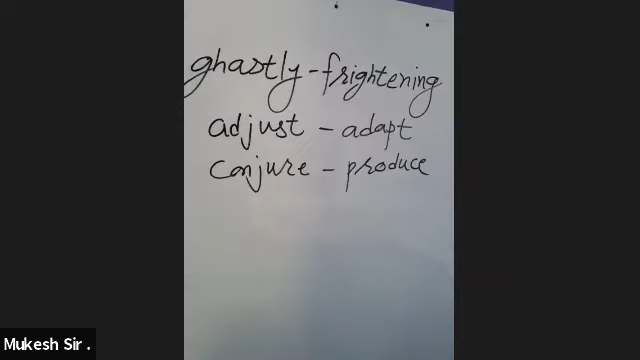 ghastly - frightening
adjust - adapt
conjure - produce
Mukesh Sir .